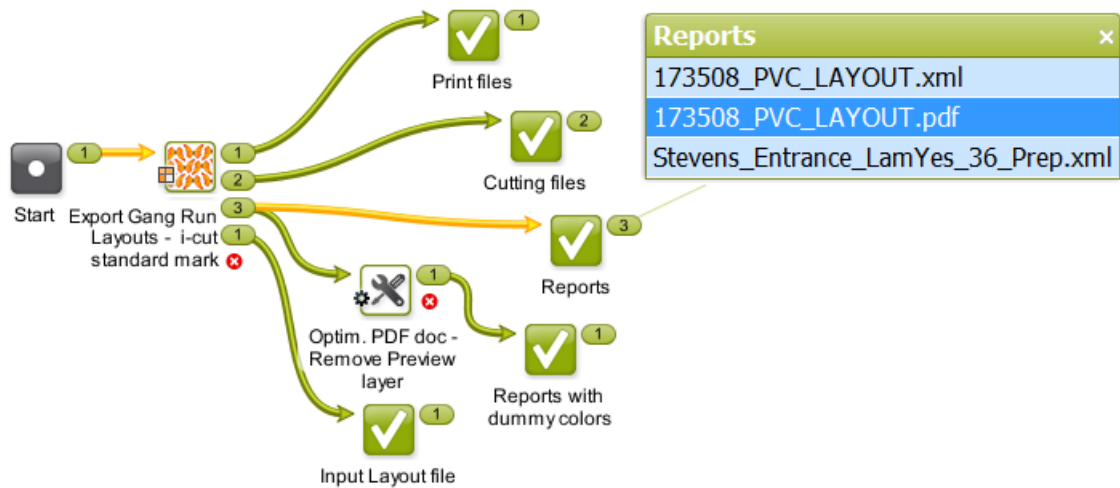 1
Print files
Reports
×
173508_PVC_LAYOUT.xml
173508_PVC_LAYOUT.pdf
Stevens_Entrance_LamYes_36_Prep.xml
2
Cutting files
1
Start
1
2
3
1
Export Gang Run
Layouts - i-cut
standard mark
3
Reports
1
Optim. PDF doc -
Remove Preview
layer
1
Reports with
dummy colors
1
Input Layout file